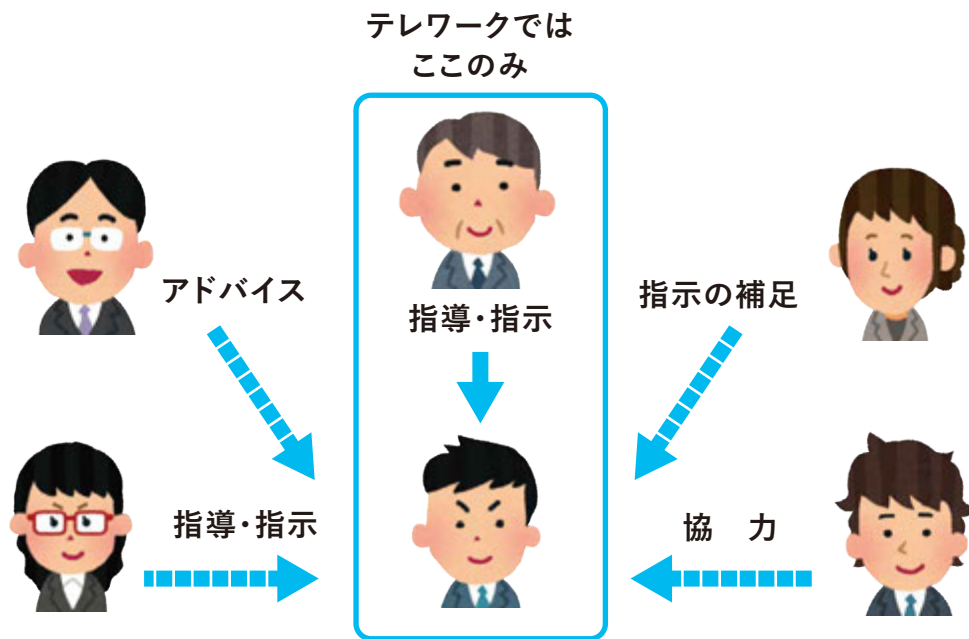 テレワークでは
ここのみ
アドバイス
指導・指示
指示の補足
指導・指示
協　力